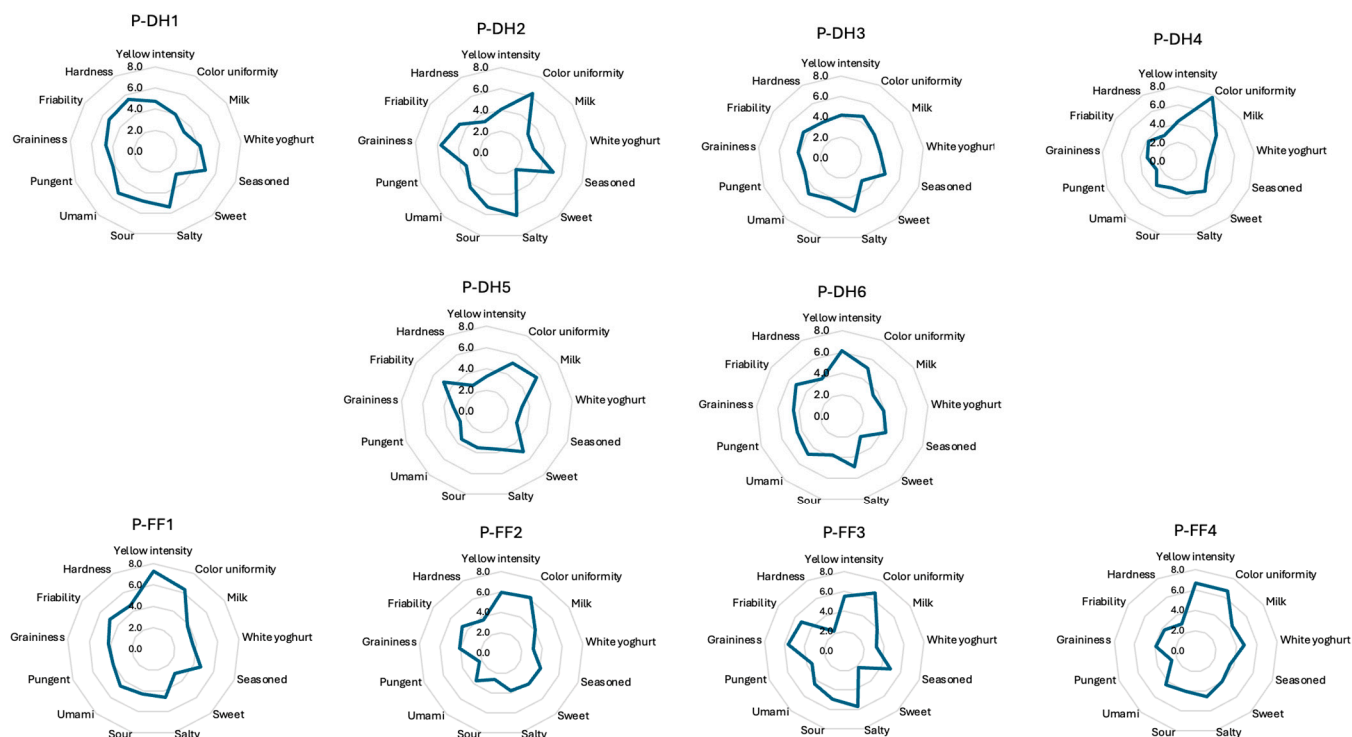 P-DH1
Yellow intensity
8.0
Hardness
Color uniformity
6.0
Friability
Milk
4.0
2.0
Graininess
White yoghurt
0.0
Pungent
Seasoned
Umami
Sweet
Sour
Salty
P-DH2
Yellow intensity
8.0
Hardness
Color uniformity
6.0
Friability
Milk
4.0
2.0
Graininess
White yoghurt
0.0
Pungent
Seasoned
Umami
Sweet
Sour
Salty
P-DH3
Yellow intensity
8.0
Hardness
Color uniformity
6.0
Friability
Milk
4.0
2.0
Graininess
White yoghurt
0.0
Pungent
Seasoned
Umami
Sweet
Sour
Salty
P-DH4
Yellow intensity
8.0
Hardness
Color uniformity
6.0
Friability
Milk
4.0
2.0
Graininess
White yoghurt
0.0
Pungent
Seasoned
Umami
Sweet
Sour
Salty
P-DH5
Yellow intensity
8.0
Hardness
Color uniformity
6.0
Friability
Milk
4.0
2.0
Graininess
White yoghurt
0.0
Pungent
Seasoned
Umami
Sweet
Sour
Salty
P-DH6
Yellow intensity
8.0
Hardness
Color uniformity
6.0
Friability
Milk
4.0
2.0
Graininess
White yoghurt
0.0
Pungent
Seasoned
Umami
Sweet
Sour
Salty
P-FF1
Yellow intensity
8.0
Hardness
Color uniformity
6.0
Friability
Milk
4.0
2.0
Graininess
White yoghurt
0.0
Pungent
Seasoned
Umami
Sweet
Sour
Salty
P-FF2
Yellow intensity
8.0
Hardness
Color uniformity
6.0
Friability
Milk
4.0
2.0
Graininess
White yoghurt
0.0
Pungent
Seasoned
Umami
Sweet
Sour
Salty
P-FF3
Yellow intensity
8.0
Hardness
Color uniformity
6.0
Friability
Milk
4.0
2.0
Graininess
White yoghurt
0.0
Pungent
Seasoned
Umami
Sweet
Sour
Salty
P-FF4
Yellow intensity
8.0
Hardness
Color uniformity
6.0
Friability
Milk
4.0
2.0
Graininess
White yoghurt
0.0
Pungent
Seasoned
Umami
Sweet
Sour
Salty